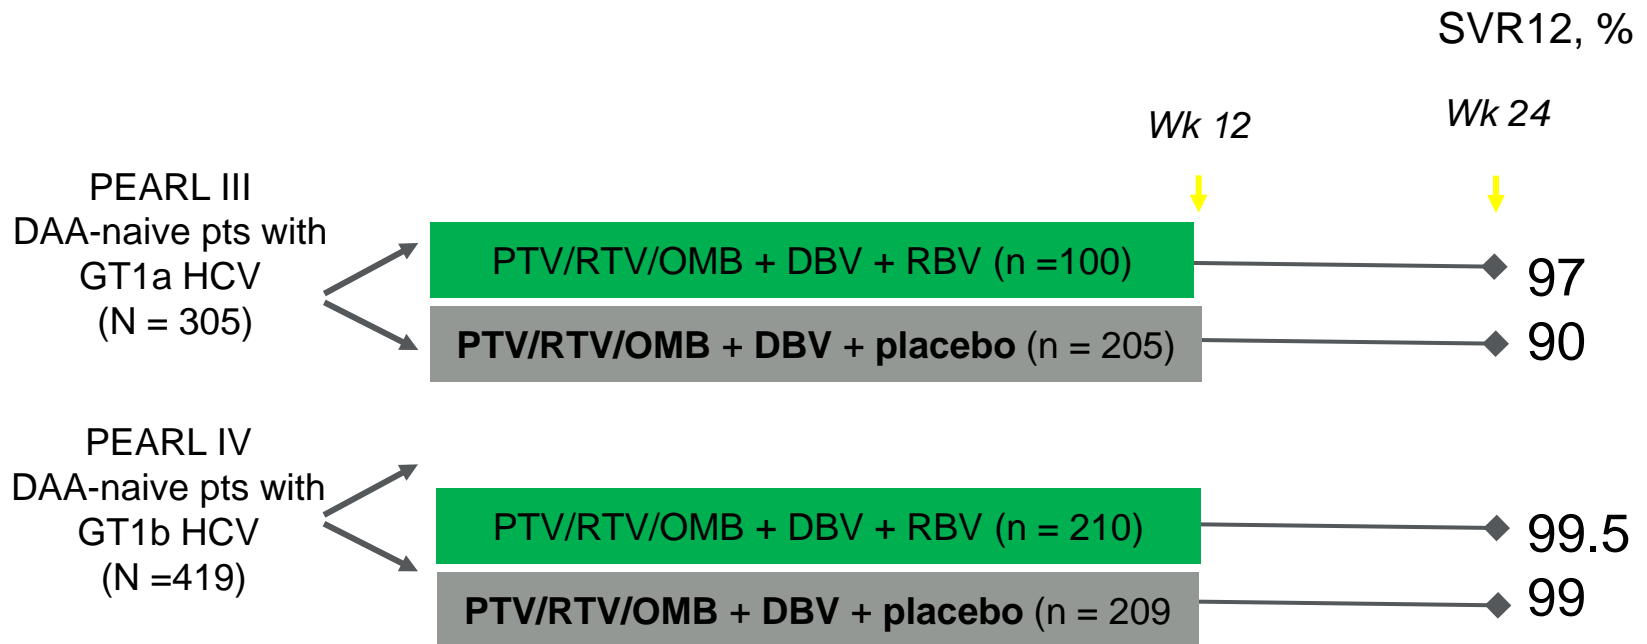 SVR12, %
Wk 12
Wk 24
PEARL III
DAA-naive pts with
GT1a HCV
(N = 305)
PTV/RTV/OMB + DBV + RBV (n =100)
97
PTV/RTV/OMB + DBV + placebo (n = 205)
90
PEARL IV
DAA-naive pts with
GT1b HCV
(N =419)
PTV/RTV/OMB + DBV + RBV (n = 210)
99.5
PTV/RTV/OMB + DBV + placebo (n = 209
99